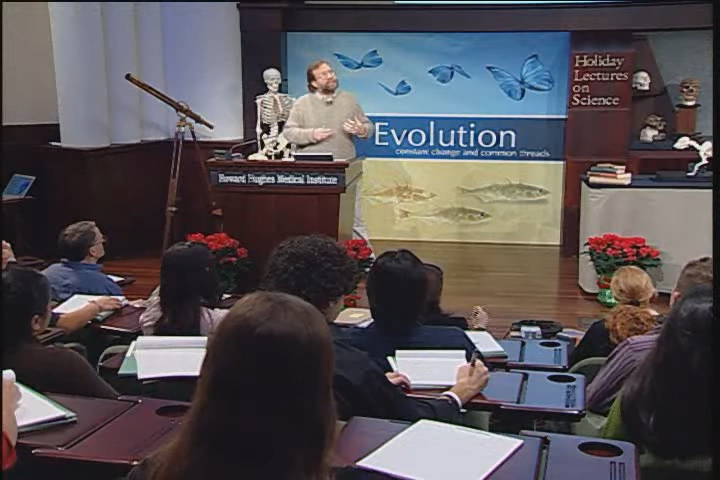 Holiday
Lectures
on
Science
Evolution
constant change and common threads
Howard Hughes Medical Institute